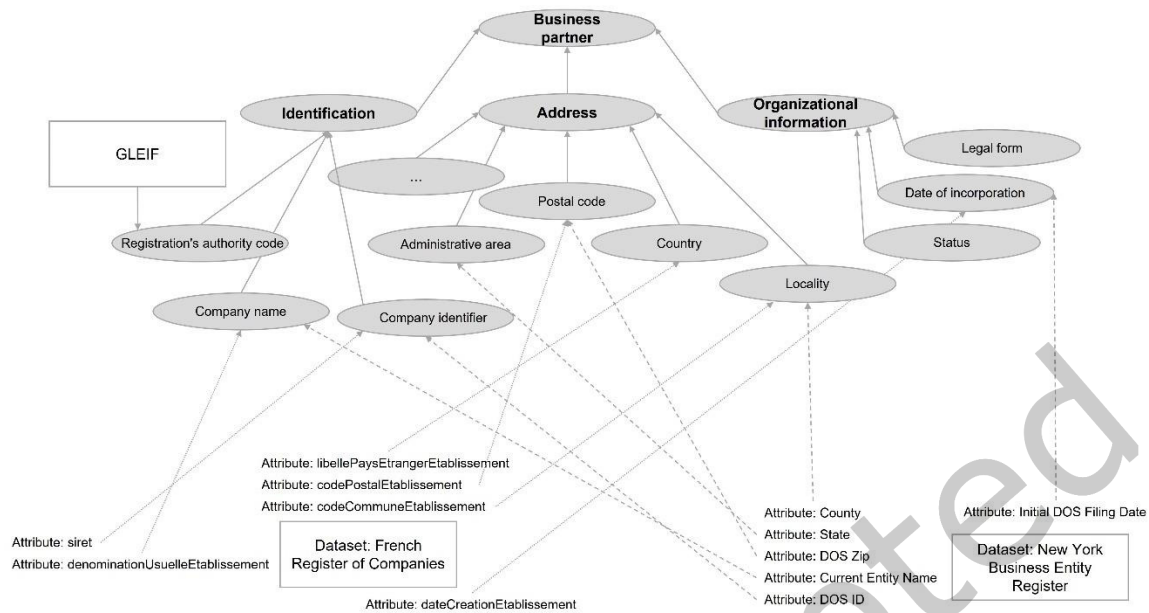 Business
partner
Identification
Address
Organizational
information
GLEIF
Legal form
...
Date of incorporation
Postal code
Registration's authority code
Administrative area
Country
Status
Locality
Company name
Company identifier
Attribute: libellePaysEtrangerEtablissement
Attribute: codePostalEtablissement
Attribute: codeCommuneEtablissement
Attribute: County
Attribute: Initial DOS Filing Date
Attribute: State
Attribute: siret
Dataset: French
Register of Companies
Attribute: DOS Zip
Dataset: New York
Business Entity
Register
Attribute: denominationUsuelleEtablissement
Attribute: Current Entity Name
Attribute: DOS ID
Attribute: dateCreationEtablissement